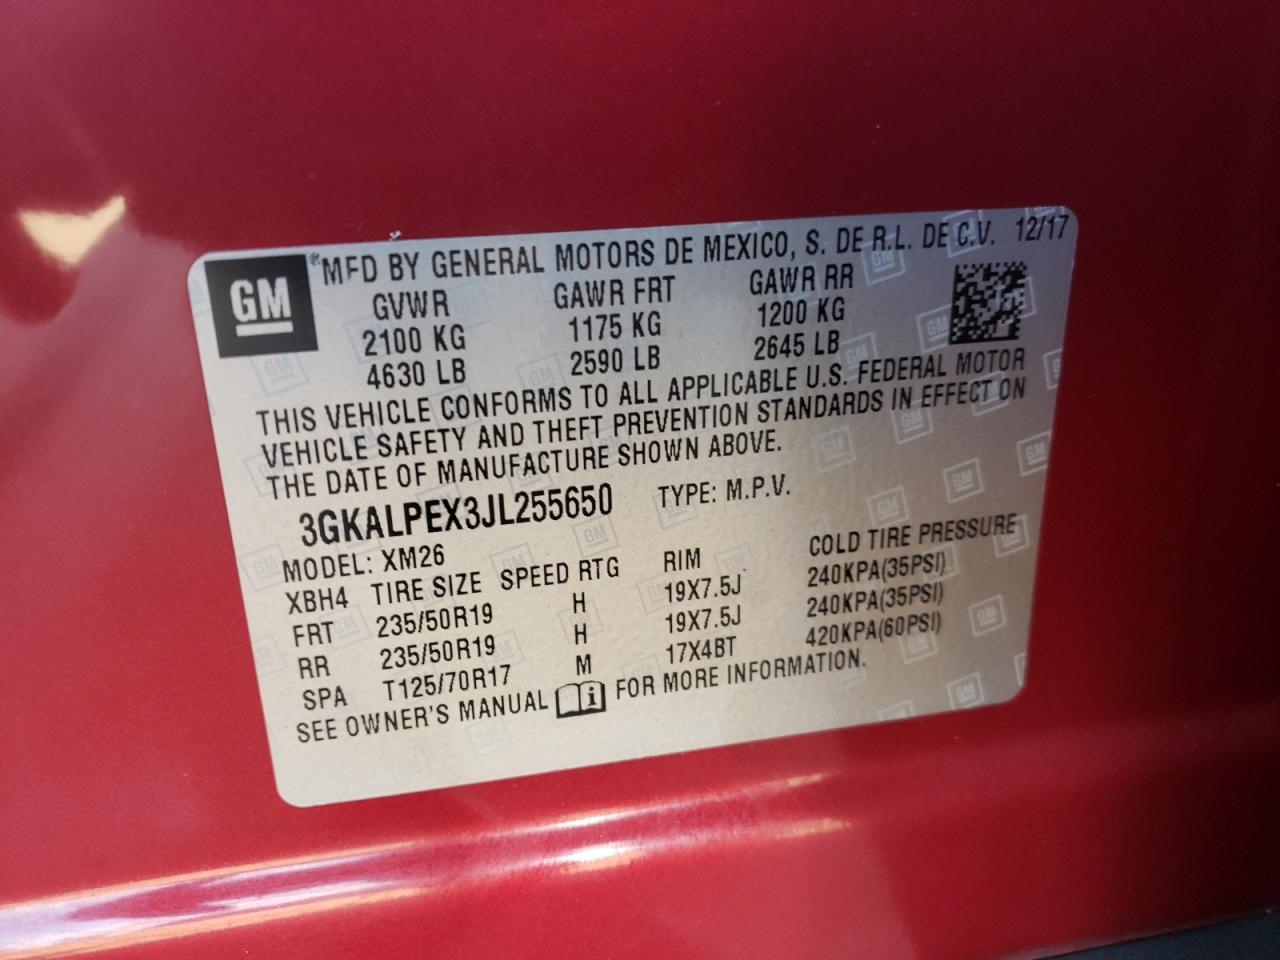 GM
®MFD BY GENERAL MOTORS DE MEXICO, S. DE R.L. DE C.V. 12/17
GVWR GAWR FRT GAWR RR
2100 KG 1175 KG 1200 KG
4630 LB 2590 LB 2645 LB
THIS VEHICLE CONFORMS TO ALL APPLICABLE U.S. FEDERAL MOTOR
VEHICLE SAFETY AND THEFT PREVENTION STANDARDS IN EFFECT ON
THE DATE OF MANUFACTURE SHOWN ABOVE.
3GKALPEX3JL255650 TYPE: M.P.V.
MODEL: XM26
XBH4 TIRE SIZE SPEED RTG RIM COLD TIRE PRESSURE
FRT 235/50R19 H 19X7.5J 240KPA(35PSI)
RR 235/50R19 H 19X7.5J 240KPA(35PSI)
SPA T125/70R17 M 17X4BT 420KPA(60PSI)
SEE OWNER'S MANUAL i FOR MORE INFORMATION.